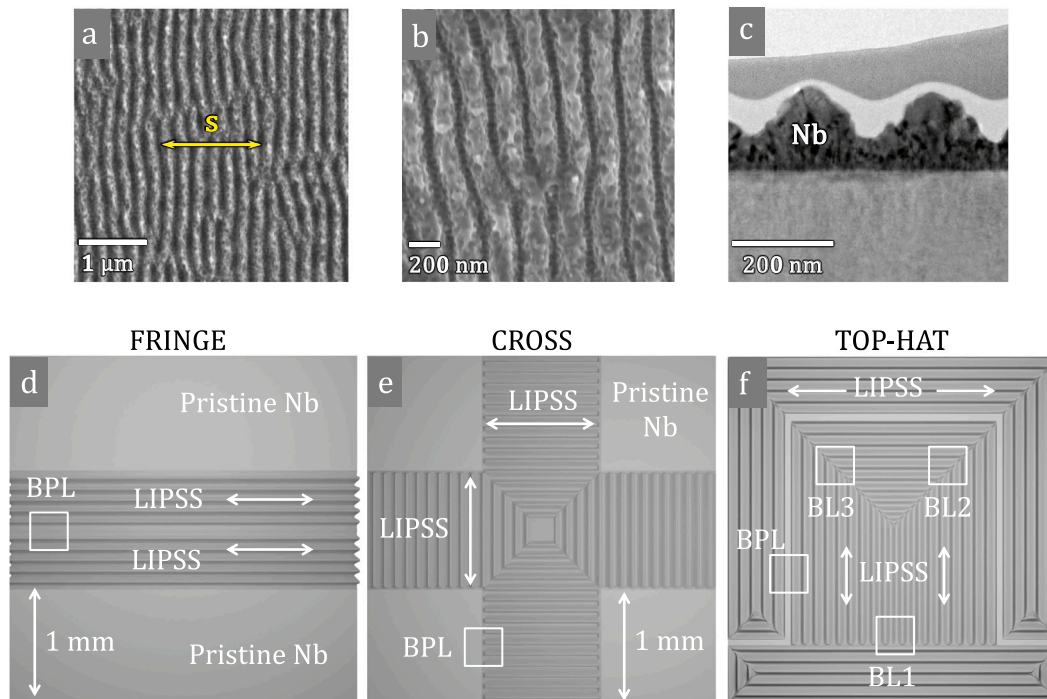 a
S
1 μm
b
200 nm
c
Nb
200 nm
FRINGE
d
Pristine Nb
BPL
LIPSS
LIPSS
1 mm
Pristine Nb
CROSS
e
LIPSS
Pristine
Nb
LIPSS
BPL
1 mm
TOP-HAT
f
LIPSS
BL3
BL2
BPL
LIPSS
BL1